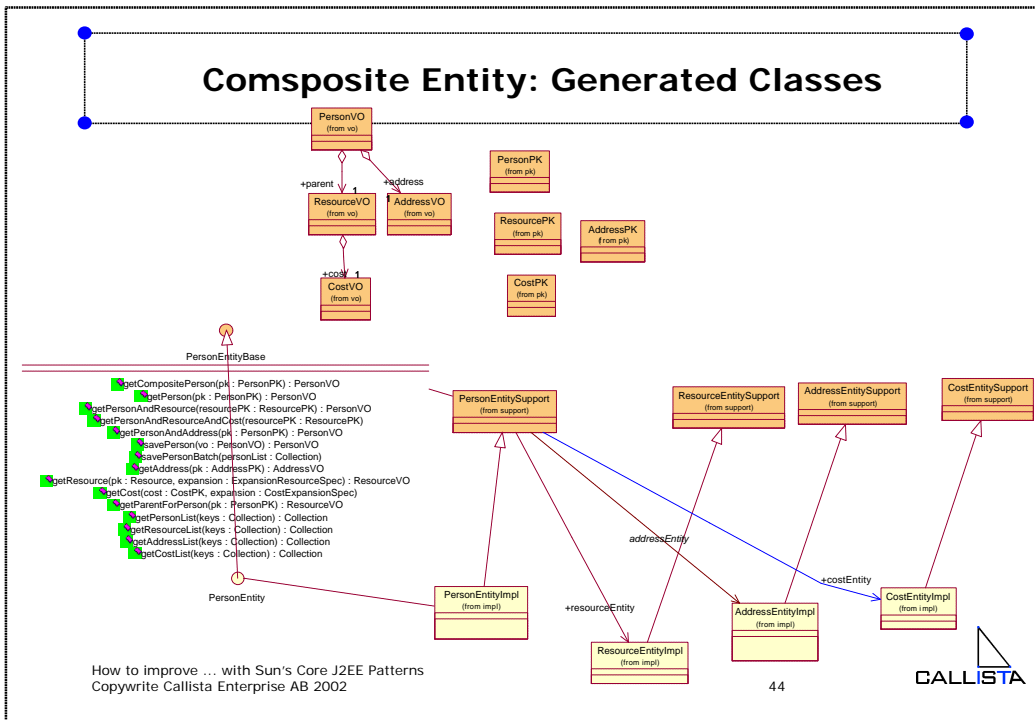 Comsposite Entity: Generated Classes
PersonVO
(from vo)
+parent
1
+address
1
ResourceVO
(from vo)
AddressVO
(from vo)
+cost
1
CostVO
(from vo)
PersonPK
(from pk)
ResourcePK
(from pk)
AddressPK
(from pk)
CostPK
(from pk)
PersonEntityBase
getCompositePerson(pk : PersonPK) : PersonVO
getPerson(pk : PersonPK) : PersonVO
getPersonAndResource(resourcePK : ResourcePK) : PersonVO
getPersonAndResourceAndCost(resourcePK : ResourcePK)
getPersonAndAddress(pk : PersonPK) : PersonVO
savePerson(vo : PersonVO) : PersonVO
savePersonBatch(personList : Collection)
getAddress(pk : AddressPK) : AddressVO
getResource(pk : Resource, expansion : ExpansionResourceSpec) : ResourceVO
getCost(cost : CostPK, expansion : CostExpansionSpec)
getParentForPerson(pk : PersonPK) : ResourceVO
getPersonList(keys : Collection) : Collection
getResourceList(keys : Collection) : Collection
getAddressList(keys : Collection) : Collection
getCostList(keys : Collection) : Collection
PersonEntity
PersonEntitySupport
(from support)
ResourceEntitySupport
(from support)
AddressEntitySupport
(from support)
CostEntitySupport
(from support)
addressEntity
+costEntity
+resourceEntity
PersonEntityImpl
(from impl)
ResourceEntityImpl
(from impl)
AddressEntityImpl
(from impl)
CostEntityImpl
(from impl)
How to improve ... with Sun's Core J2EE Patterns
Copywrite Callista Enterprise AB 2002
44
CALLISTA